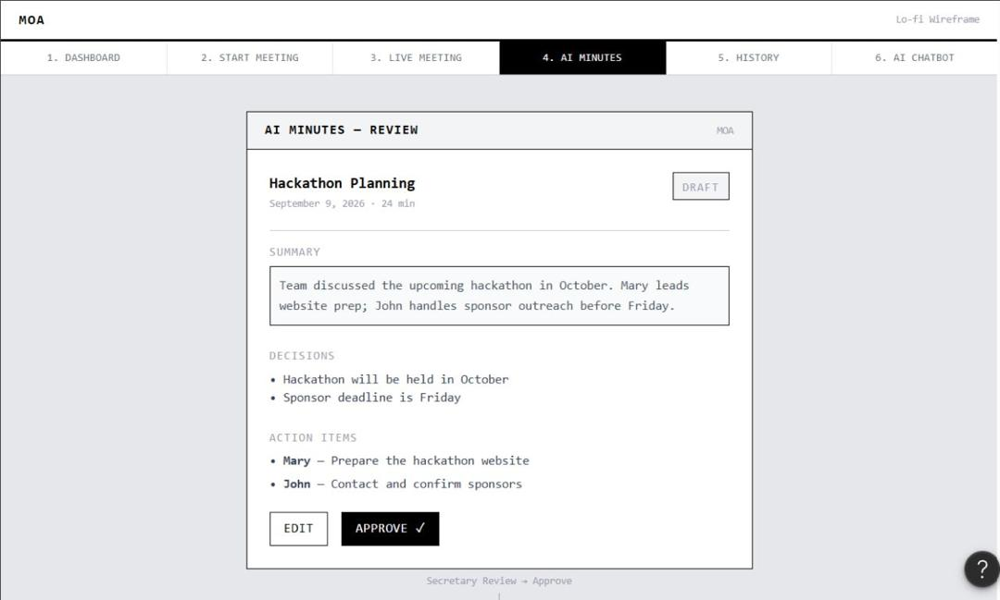 MOA
Lo-fi Wireframe
1. DASHBOARD
2. START MEETING
3. LIVE MEETING
4. AI MINUTES
5. HISTORY
6. AI CHATBOT
AI MINUTES — REVIEW
MOA
Hackathon Planning
DRAFT
September 9, 2026 · 24 min
SUMMARY
Team discussed the upcoming hackathon in October. Mary leads
website prep; John handles sponsor outreach before Friday.
DECISIONS
• Hackathon will be held in October
• Sponsor deadline is Friday
ACTION ITEMS
• Mary — Prepare the hackathon website
• John — Contact and confirm sponsors
EDIT
APPROVE ✓
?
Secretary Review → Approve